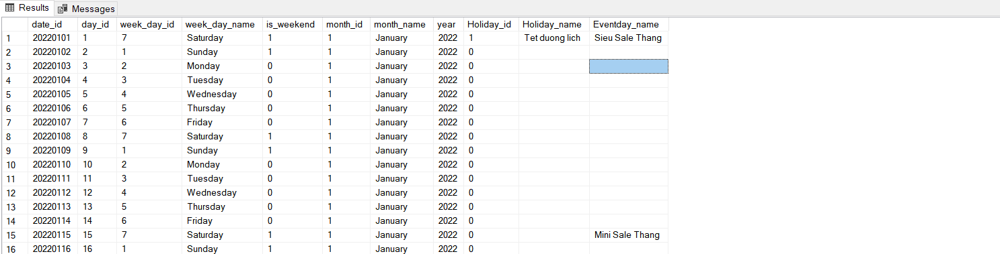 Results Messages
date_id day_id week_day_id week_day_name is_weekend month_id month_name year Holiday_id Holiday_name Eventday_name
1 20220101 1 7 Saturday 1 1 January 2022 1 Tet duong lich Sieu Sale Thang
2 20220102 2 1 Sunday 1 1 January 2022 0
3 20220103 3 2 Monday 0 1 January 2022 0
4 20220104 4 3 Tuesday 0 1 January 2022 0
5 20220105 5 4 Wednesday 0 1 January 2022 0
6 20220106 6 5 Thursday 0 1 January 2022 0
7 20220107 7 6 Friday 0 1 January 2022 0
8 20220108 8 7 Saturday 1 1 January 2022 0
9 20220109 9 1 Sunday 1 1 January 2022 0
10 20220110 10 2 Monday 0 1 January 2022 0
11 20220111 11 3 Tuesday 0 1 January 2022 0
12 20220112 12 4 Wednesday 0 1 January 2022 0
13 20220113 13 5 Thursday 0 1 January 2022 0
14 20220114 14 6 Friday 0 1 January 2022 0
15 20220115 15 7 Saturday 1 1 January 2022 0 Mini Sale Thang
16 20220116 16 1 Sunday 1 1 January 2022 0